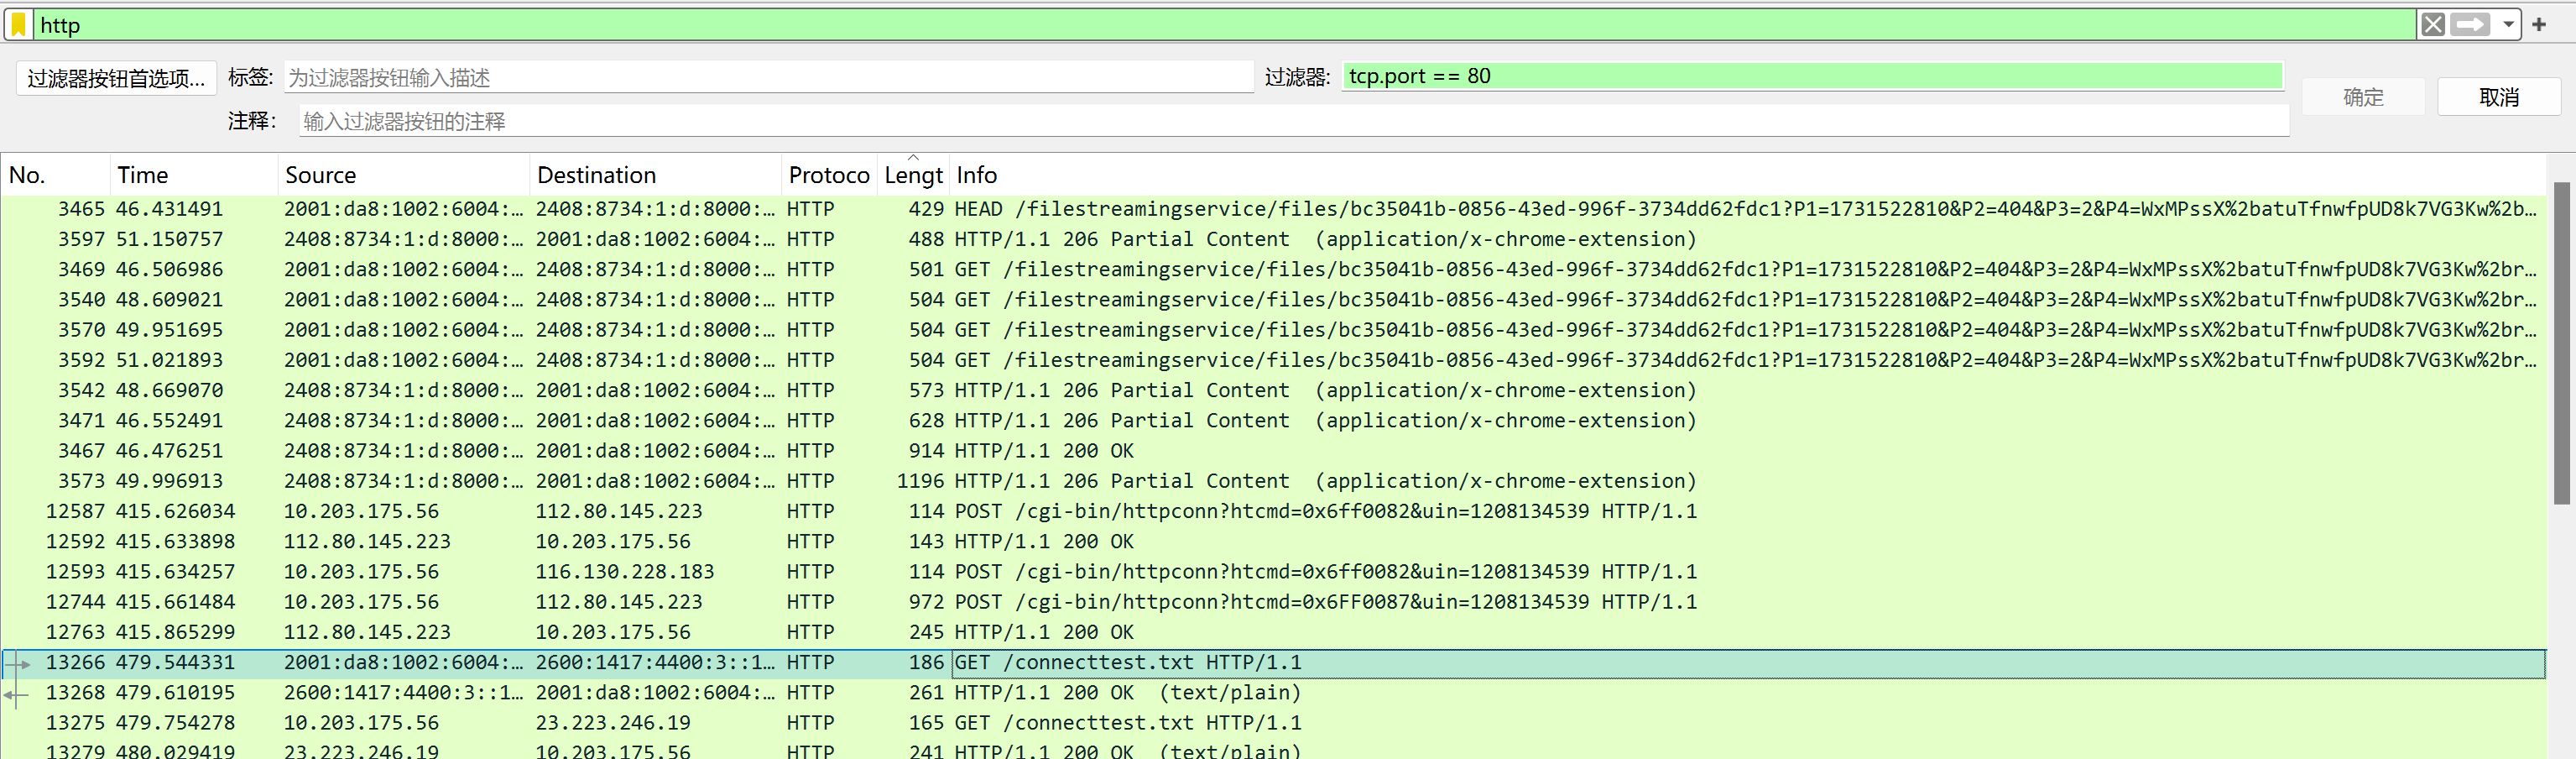 http
过滤器按钮首选项... 标签: 为过滤器按钮输入描述 过滤器: tcp.port == 80 确定 取消
注释: 输入过滤器按钮的注释
No. Time Source Destination Protoco Lengt Info
3465 46.431491 2001:da8:1002:6004:… 2408:8734:1:d:8000:… HTTP 429 HEAD /filestreamingservice/files/bc35041b-0856-43ed-996f-3734dd62fdc1?P1=1731522810&P2=404&P3=2&P4=WxMPssX%2batuTfnwfpUD8k7VG3Kw%2b…
3597 51.150757 2408:8734:1:d:8000:… 2001:da8:1002:6004:… HTTP 488 HTTP/1.1 206 Partial Content  (application/x-chrome-extension)
3469 46.506986 2001:da8:1002:6004:… 2408:8734:1:d:8000:… HTTP 501 GET /filestreamingservice/files/bc35041b-0856-43ed-996f-3734dd62fdc1?P1=1731522810&P2=404&P3=2&P4=WxMPssX%2batuTfnwfpUD8k7VG3Kw%2br…
3540 48.609021 2001:da8:1002:6004:… 2408:8734:1:d:8000:… HTTP 504 GET /filestreamingservice/files/bc35041b-0856-43ed-996f-3734dd62fdc1?P1=1731522810&P2=404&P3=2&P4=WxMPssX%2batuTfnwfpUD8k7VG3Kw%2br…
3570 49.951695 2001:da8:1002:6004:… 2408:8734:1:d:8000:… HTTP 504 GET /filestreamingservice/files/bc35041b-0856-43ed-996f-3734dd62fdc1?P1=1731522810&P2=404&P3=2&P4=WxMPssX%2batuTfnwfpUD8k7VG3Kw%2br…
3592 51.021893 2001:da8:1002:6004:… 2408:8734:1:d:8000:… HTTP 504 GET /filestreamingservice/files/bc35041b-0856-43ed-996f-3734dd62fdc1?P1=1731522810&P2=404&P3=2&P4=WxMPssX%2batuTfnwfpUD8k7VG3Kw%2br…
3542 48.669070 2408:8734:1:d:8000:… 2001:da8:1002:6004:… HTTP 573 HTTP/1.1 206 Partial Content  (application/x-chrome-extension)
3471 46.552491 2408:8734:1:d:8000:… 2001:da8:1002:6004:… HTTP 628 HTTP/1.1 206 Partial Content  (application/x-chrome-extension)
3467 46.476251 2408:8734:1:d:8000:… 2001:da8:1002:6004:… HTTP 914 HTTP/1.1 200 OK
3573 49.996913 2408:8734:1:d:8000:… 2001:da8:1002:6004:… HTTP 1196 HTTP/1.1 206 Partial Content  (application/x-chrome-extension)
12587 415.626034 10.203.175.56 112.80.145.223 HTTP 114 POST /cgi-bin/httpconn?htcmd=0x6ff0082&uin=1208134539 HTTP/1.1
12592 415.633898 112.80.145.223 10.203.175.56 HTTP 143 HTTP/1.1 200 OK
12593 415.634257 10.203.175.56 116.130.228.183 HTTP 114 POST /cgi-bin/httpconn?htcmd=0x6ff0082&uin=1208134539 HTTP/1.1
12744 415.661484 10.203.175.56 112.80.145.223 HTTP 972 POST /cgi-bin/httpconn?htcmd=0x6FF0087&uin=1208134539 HTTP/1.1
12763 415.865299 112.80.145.223 10.203.175.56 HTTP 245 HTTP/1.1 200 OK
13266 479.544331 2001:da8:1002:6004:… 2600:1417:4400:3::1… HTTP 186 GET /connecttest.txt HTTP/1.1
13268 479.610195 2600:1417:4400:3::1… 2001:da8:1002:6004:… HTTP 261 HTTP/1.1 200 OK  (text/plain)
13275 479.754278 10.203.175.56 23.223.246.19 HTTP 165 GET /connecttest.txt HTTP/1.1
13279 480.029419 23.223.246.19 10.203.175.56 HTTP 241 HTTP/1.1 200 OK  (text/plain)